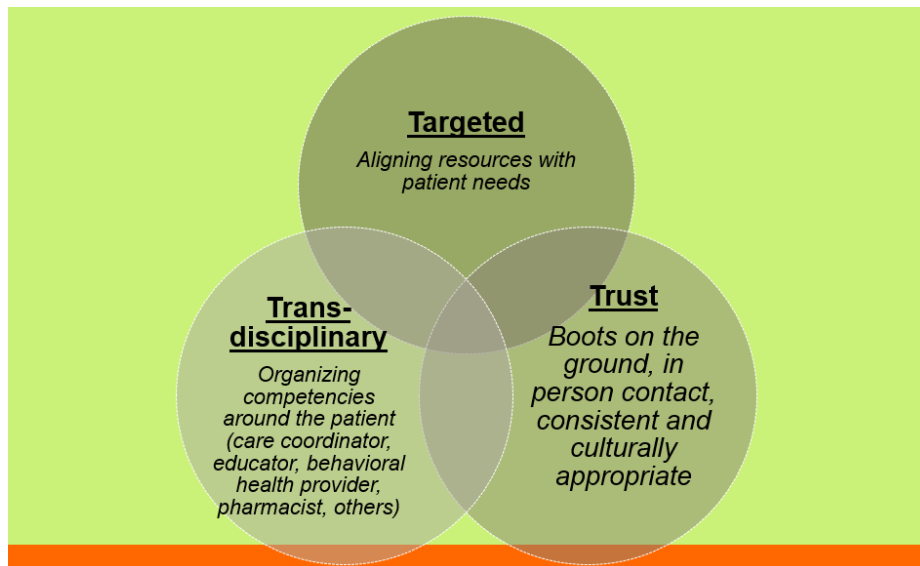 Targeted
Aligning resources with
patient needs
Trans-
disciplinary
Organizing
competencies
around the patient
(care coordinator,
educator, behavioral
health provider,
pharmacist, others)
Trust
Boots on the
ground, in
person contact,
consistent and
culturally
appropriate